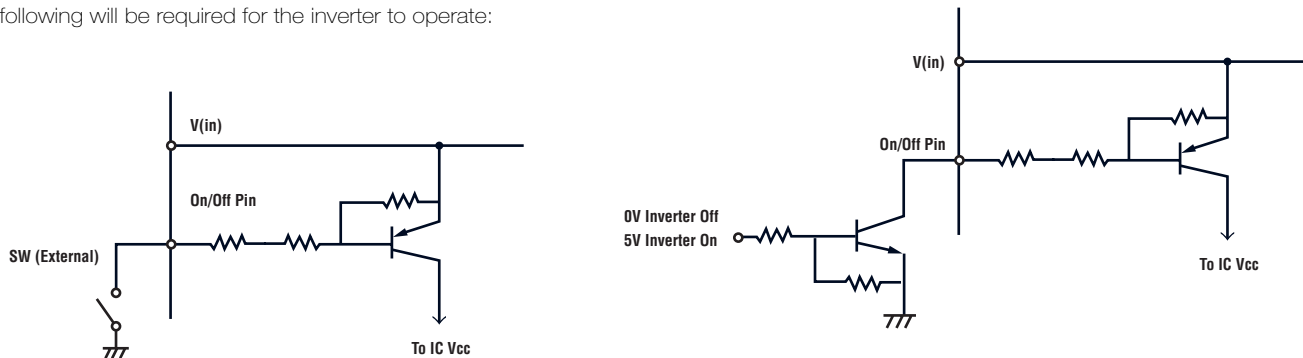 following will be required for the inverter to operate:
V(in)
On/Off Pin
SW (External)
To IC Vcc
V(in)
On/Off Pin
0V Inverter Off
5V Inverter On
To IC Vcc